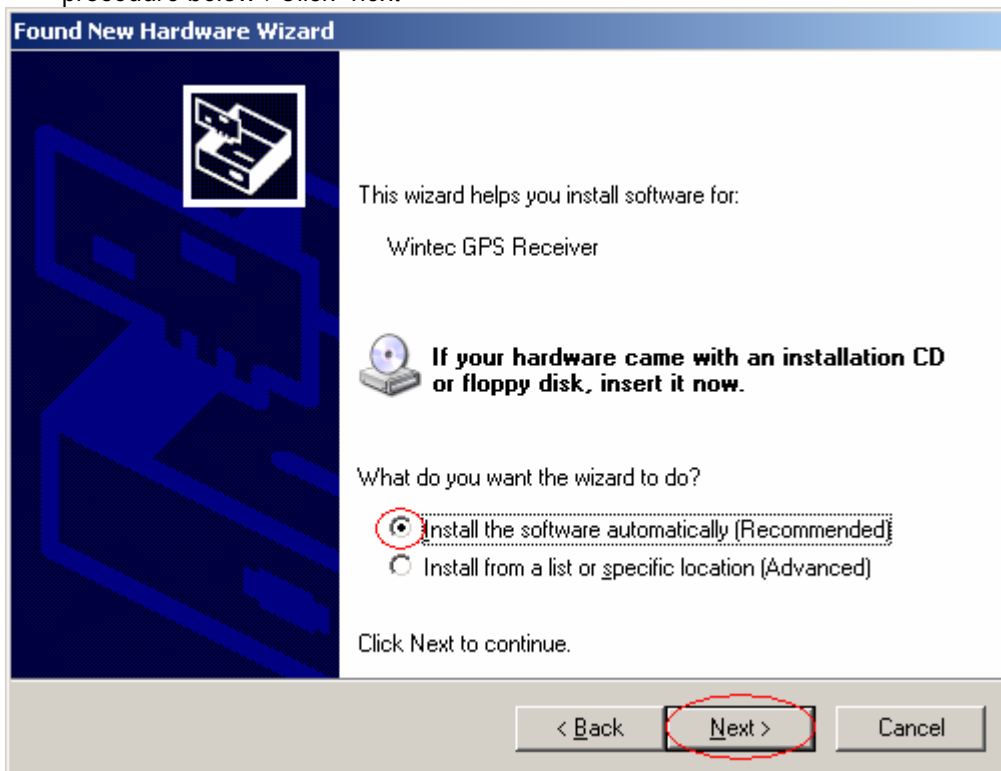 procedure below
Found New Hardware Wizard
This wizard helps you install software for:
Wintec GPS Receiver
If your hardware came with an installation CD
or floppy disk, insert it now.
What do you want the wizard to do?
Install the software automatically (Recommended)
Install from a list or specific location (Advanced)
Click Next to continue.
< Back
Next >
Cancel